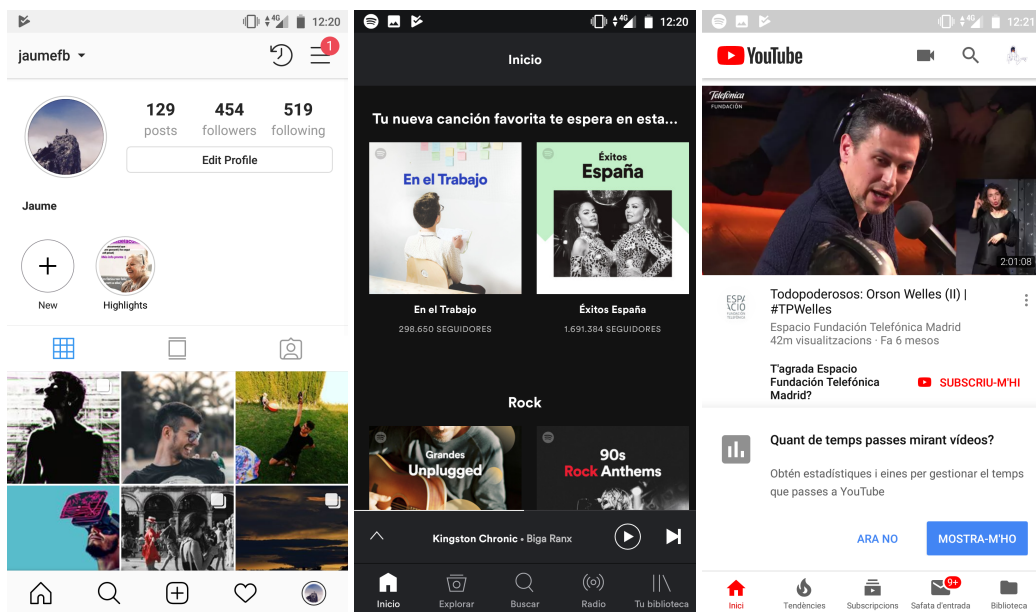 12:20
jaumefb
1
129
454
519
posts
followers
following
Edit Profile
Jaume
New
Highlights
4G
12:20
Inicio
Tu nueva canción favorita te espera en esta...
En el Trabajo
Éxitos
España
En el Trabajo
298.650 SEGUIDORES
Éxitos España
1.691.384 SEGUIDORES
Rock
Grandes
Unplugged
90s
Rock Anthems
Kingston Chronic • Biga Ranx
Inicio
Explorar
Buscar
Radio
Tu biblioteca
4G
12:21
YouTube
Telefónica
FUNDACIÓN
2:01:08
ESPA
CIO
Todopoderosos: Orson Welles (II) |
#TPWelles
Espacio Fundación Telefónica Madrid
42m visualitzacions · Fa 6 mesos
T'agrada Espacio
Fundación Telefónica
Madrid?
SUBSCRIU-M'HI
Quant de temps passes mirant vídeos?
Obtén estadístiques i eines per gestionar el temps
que passes a YouTube
ARA NO
MOSTRA-M'HO
9+
Inici
Tendències
Subscripcions
Safata d'entrada
Biblioteca